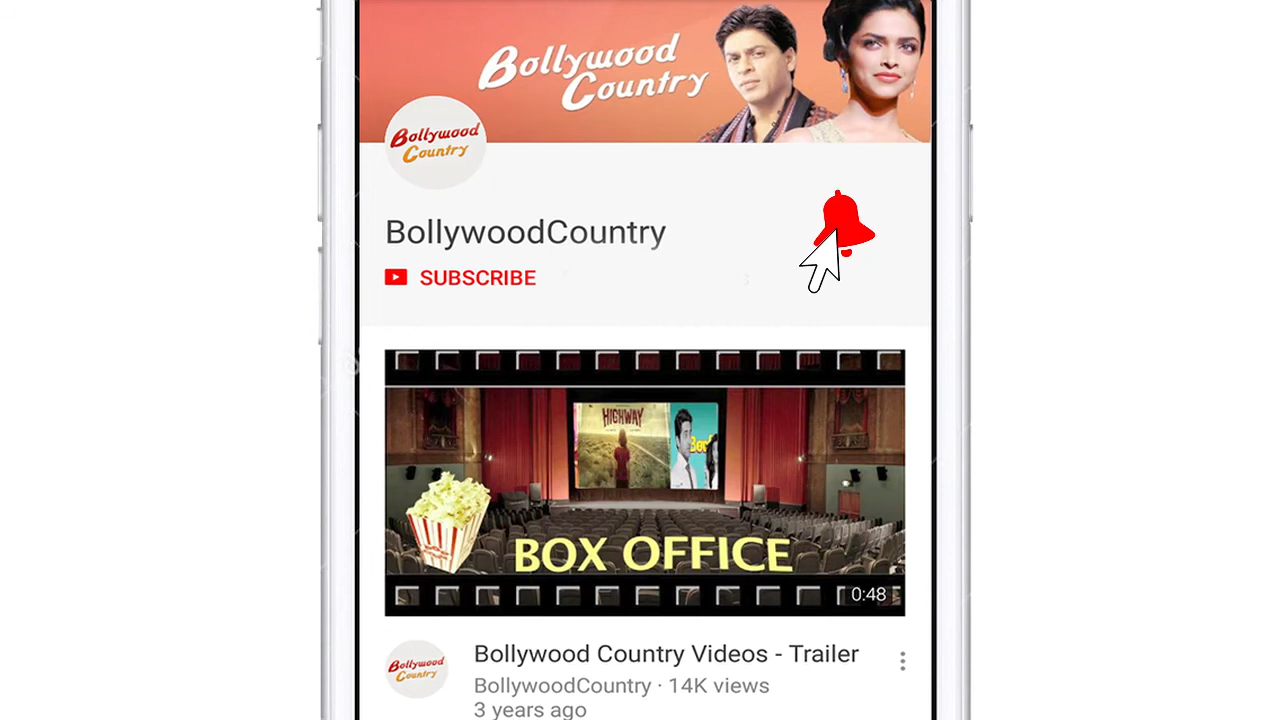 Bollywood
Country
Bollywood
Country
BollywoodCountry
SUBSCRIBE
HIGHWAY
BOX OFFICE
0:48
Bollywood
Country
Bollywood Country Videos - Trailer
BollywoodCountry · 14K views
3 years ago